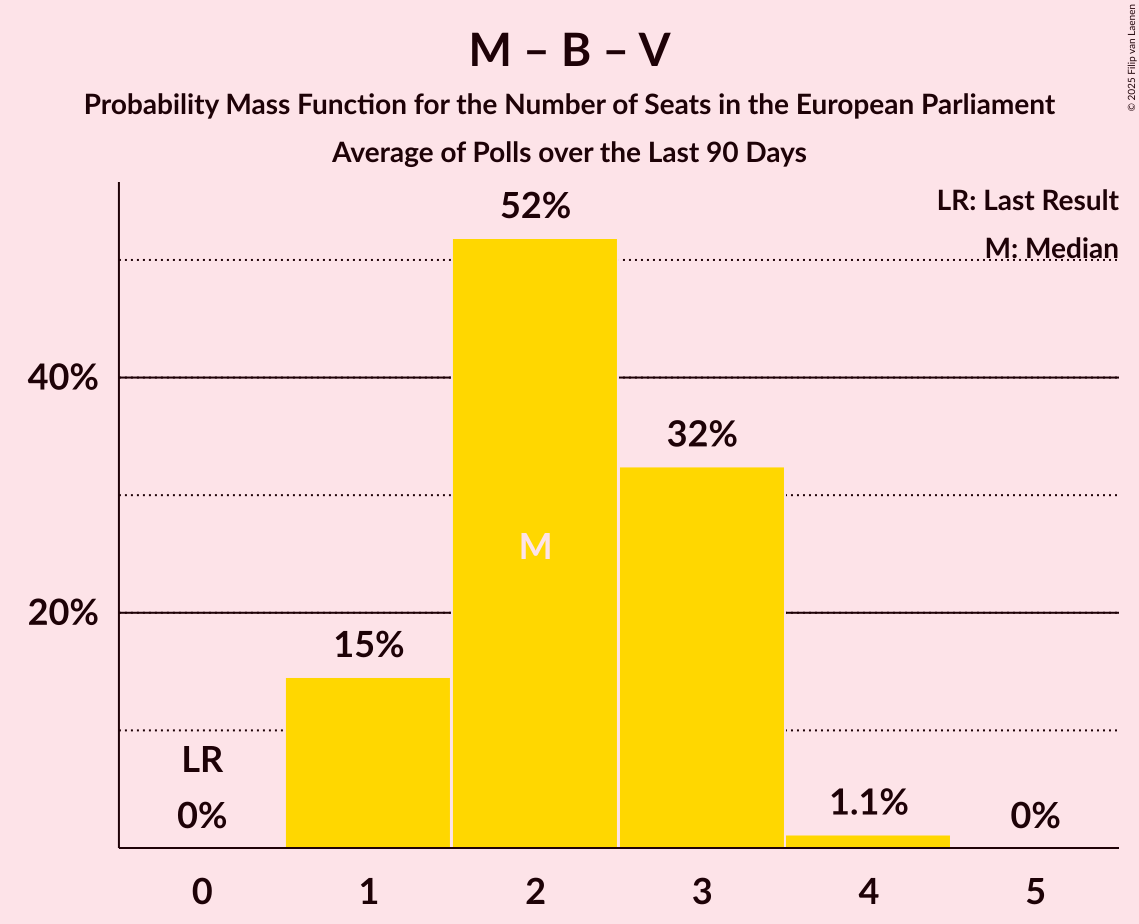 M – B – V
Probability Mass Function for the Number of Seats in the European Parliament
Average of Polls over the Last 90 Days
© 2025 Filip van Laenen
LR: Last Result
M: Median
52%
40%
32%
M
20%
15%
LR
0%
1.1%
0%
0 1 2 3 4 5